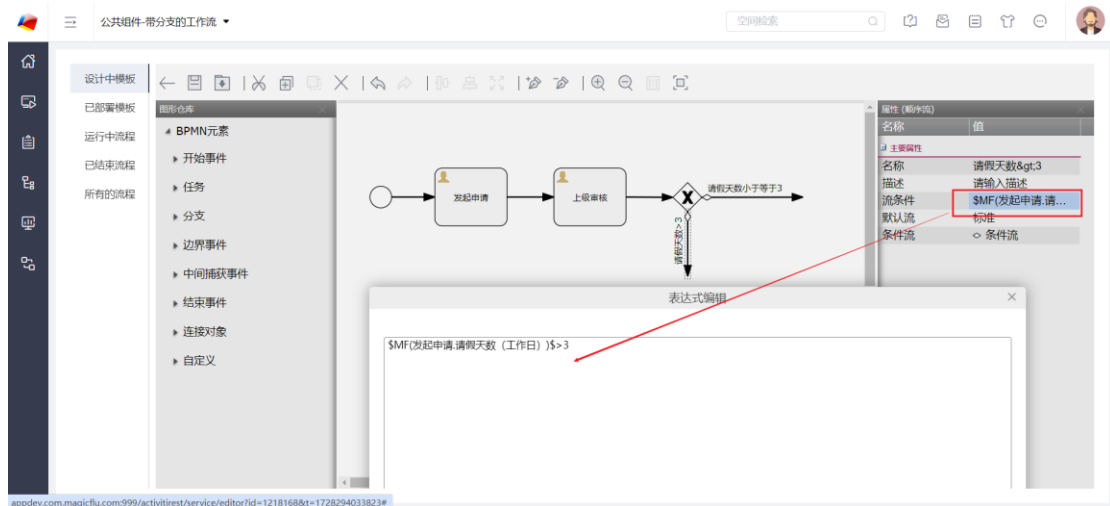 公共组件-带分支的工作流
空间检索
设计中模板
已部署模板
运行中流程
已结束流程
所有的流程
图形仓库
BPMN元素
开始事件
任务
分支
边界事件
中间捕获事件
结束事件
连接对象
自定义
发起申请
上级审核
请假天数小于等于3
请假天数>3
属性 (顺序流)
名称 值
主要属性
名称 请假天数&gt;3
描述 请输入描述
流条件 $MF(发起申请.请...
默认流 标准
条件流 条件流
表达式编辑
$MF(发起申请.请假天数（工作日）)$>3
appdev.com.magicflu.com:999/activitirest/service/editor?id=1218168&t=1728294033823#